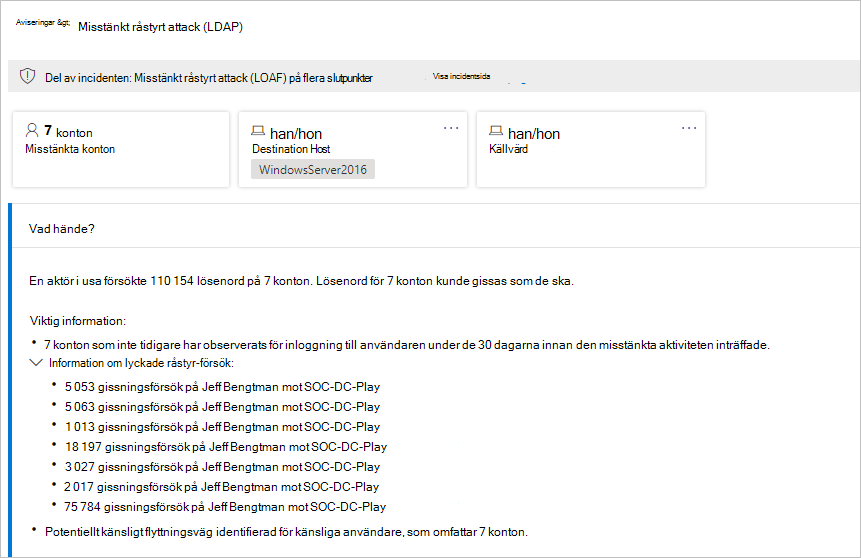 Aviseringar &gt; Misstänkt råstyrt attack (LDAP)
Del av incidenten: Misstänkt råstyrt attack (LOAF) på flera slutpunkter Visa incidentsida
7 konton
Misstänkta konton
han/hon
Destination Host
WindowsServer2016
han/hon
Källvärd
Vad hände?
En aktör i usa försökte 110 154 lösenord på 7 konton. Lösenord för 7 konton kunde gissas som de ska.
Viktig information:
• 7 konton som inte tidigare har observerats för inloggning till användaren under de 30 dagarna innan den misstänkta aktiviteten inträffade.
Information om lyckade råstyr-försök:
• 5 053 gissningsförsök på Jeff Bengtman mot SOC-DC-Play
• 5 063 gissningsförsök på Jeff Bengtman mot SOC-DC-Play
• 1 013 gissningsförsök på Jeff Bengtman mot SOC-DC-Play
• 18 197 gissningsförsök på Jeff Bengtman mot SOC-DC-Play
• 3 027 gissningsförsök på Jeff Bengtman mot SOC-DC-Play
• 2 017 gissningsförsök på Jeff Bengtman mot SOC-DC-Play
• 75 784 gissningsförsök på Jeff Bengtman mot SOC-DC-Play
• Potentiellt känsligt flyttningsväg identifierad för känsliga användare, som omfattar 7 konton.